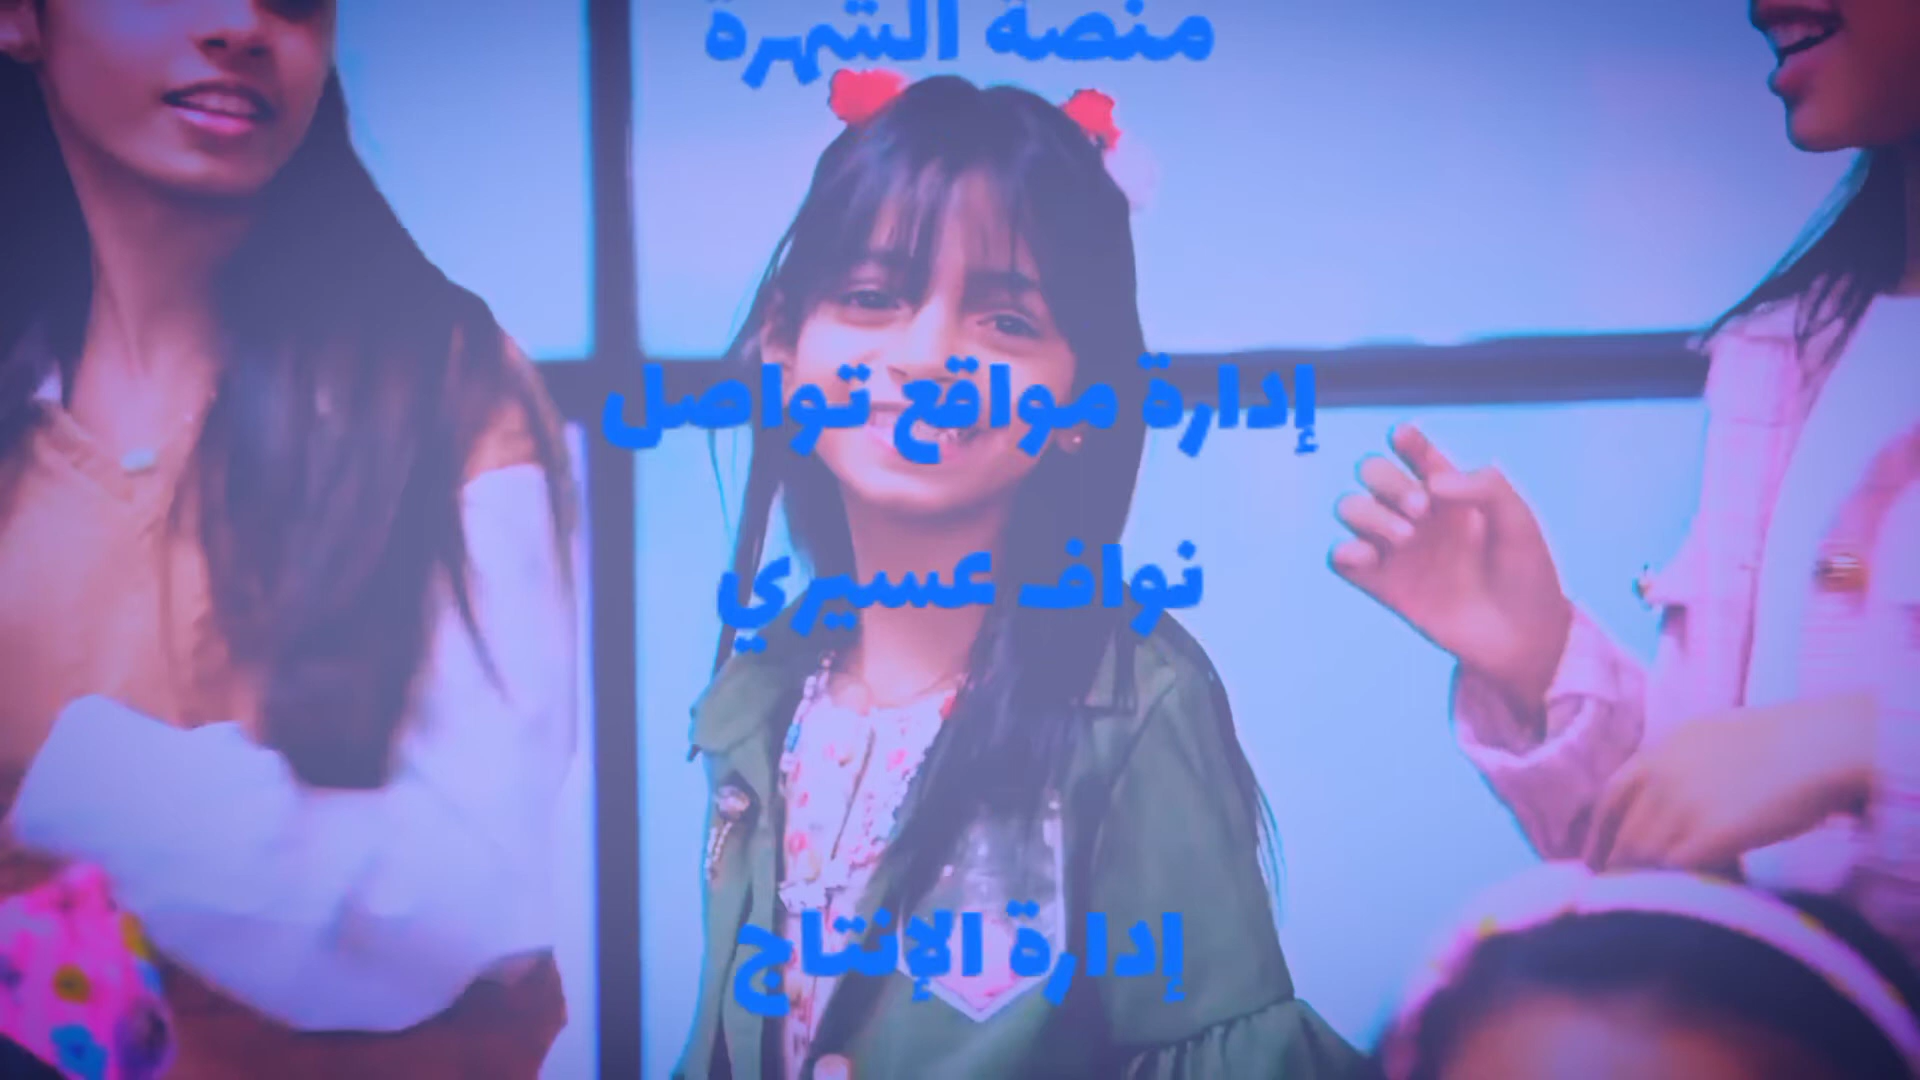 منصة الشهرة
إدارة مواقع تواصل
نواف عسيري
إدارة الإنتاج